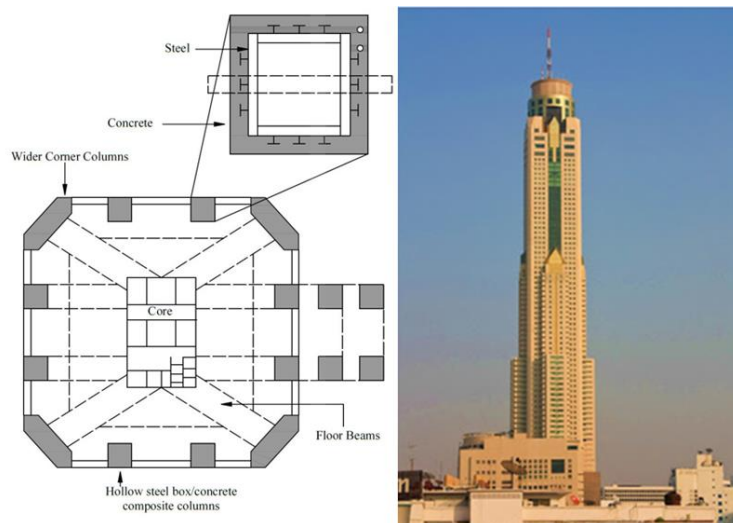 Steel
Concrete
Wider Corner Columns
Core
Floor Beams
Hollow steel box/concrete
composite columns